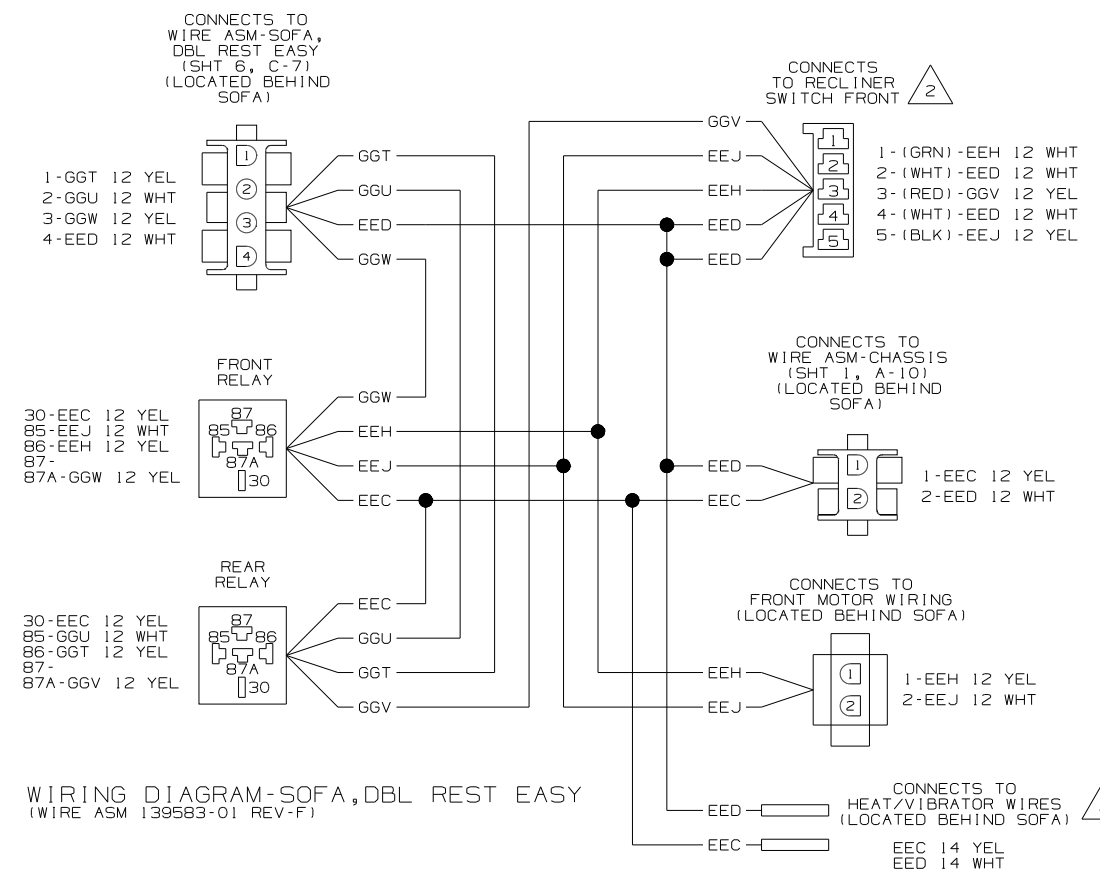 CONNECTS TO
WIRE ASM-SOFA,
DBL REST EASY
(SHT 6, C-7)
(LOCATED BEHIND
SOFA)
1-GGT 12 YEL
2-GGU 12 WHT
3-GGW 12 YEL
4-EED 12 WHT
1
2
3
4
GGT
GGU
EED
GGW
FRONT
RELAY
30-EEC 12 YEL
85-EEJ 12 WHT
86-EEH 12 YEL
87-
87A-GGW 12 YEL
87
85 86
87A
30
GGW
EEH
EEJ
EEC
REAR
RELAY
30-EEC 12 YEL
85-GGU 12 WHT
86-GGT 12 YEL
87-
87A-GGV 12 YEL
87
85 86
87A
30
EEC
GGU
GGT
GGV
CONNECTS
TO RECLINER
SWITCH FRONT
2
GGV
EEJ
EEH
EED
EED
1
2
3
4
5
1-(GRN)-EEH 12 WHT
2-(WHT)-EED 12 WHT
3-(RED)-GGV 12 YEL
4-(WHT)-EED 12 WHT
5-(BLK)-EEJ 12 YEL
CONNECTS TO
WIRE ASM-CHASSIS
(SHT 1, A-10)
(LOCATED BEHIND
SOFA)
EED
EEC
1
2
1-EEC 12 YEL
2-EED 12 WHT
CONNECTS TO
FRONT MOTOR WIRING
(LOCATED BEHIND SOFA)
EEH
EEJ
1
2
1-EEH 12 YEL
2-EEJ 12 WHT
CONNECTS TO
HEAT/VIBRATOR WIRES
(LOCATED BEHIND SOFA)
EED
EEC
EEC 14 YEL
EED 14 WHT
WIRING DIAGRAM-SOFA,DBL REST EASY
(WIRE ASM 139583-01 REV-F)